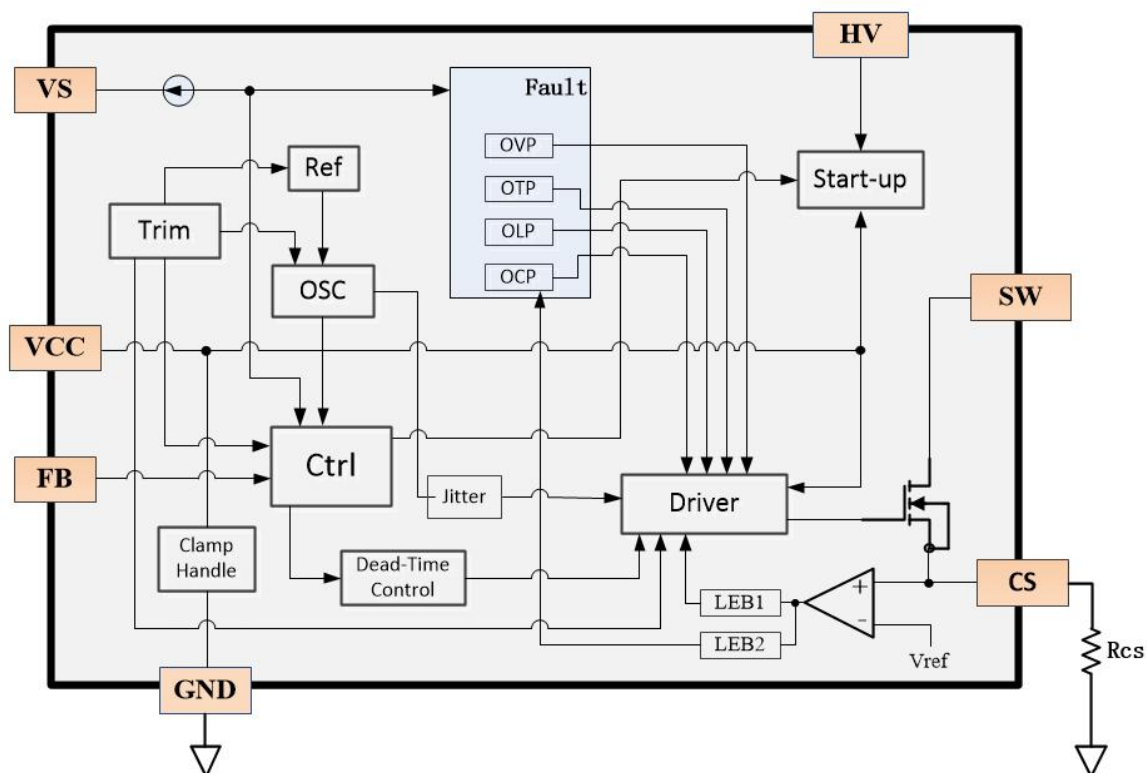 HV
VS
Fault
OVP
Ref
OTP
Start-up
Trim
OLP
OCP
OSC
SW
VCC
Ctrl
FB
Jitter
Driver
Clamp
Handle
Dead-Time
Control
LEB1
+
-
CS
LEB2
Vref
Rcs
GND